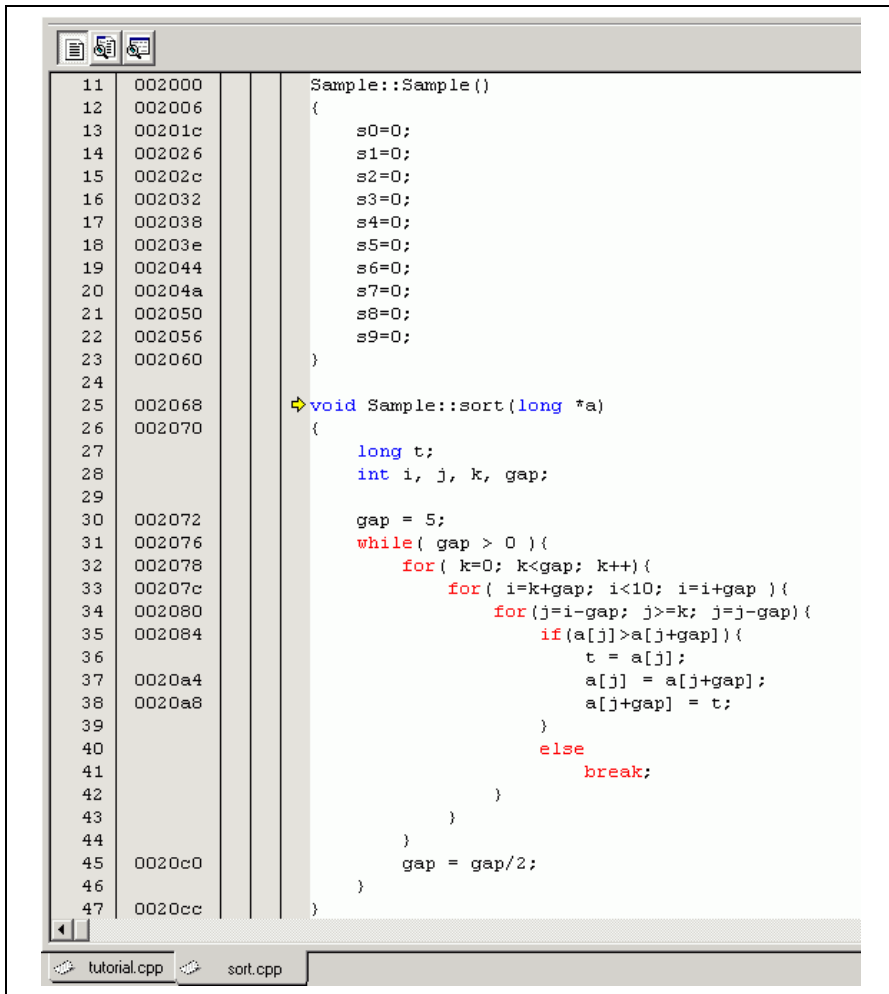 11 002000 Sample::Sample()
12 002006 {
13 00201c s0=0;
14 002026 s1=0;
15 00202c s2=0;
16 002032 s3=0;
17 002038 s4=0;
18 00203e s5=0;
19 002044 s6=0;
20 00204a s7=0;
21 002050 s8=0;
22 002056 s9=0;
23 002060 }
24
25 002068 void Sample::sort(long *a)
26 002070 {
27 long t;
28 int i, j, k, gap;
29
30 002072 gap = 5;
31 002076 while( gap > 0 ){
32 002078 for( k=0; k<gap; k++){
33 00207c for( i=k+gap; i<10; i=i+gap ){
34 002080 for(j=i-gap; j>=k; j=j-gap){
35 002084 if(a[j]>a[j+gap]){
36 t = a[j];
37 0020a4 a[j] = a[j+gap];
38 0020a8 a[j+gap] = t;
39 }
40 else
41 break;
42 }
43 }
44 }
45 0020c0 gap = gap/2;
46 }
47 0020cc }
tutorial.cpp sort.cpp